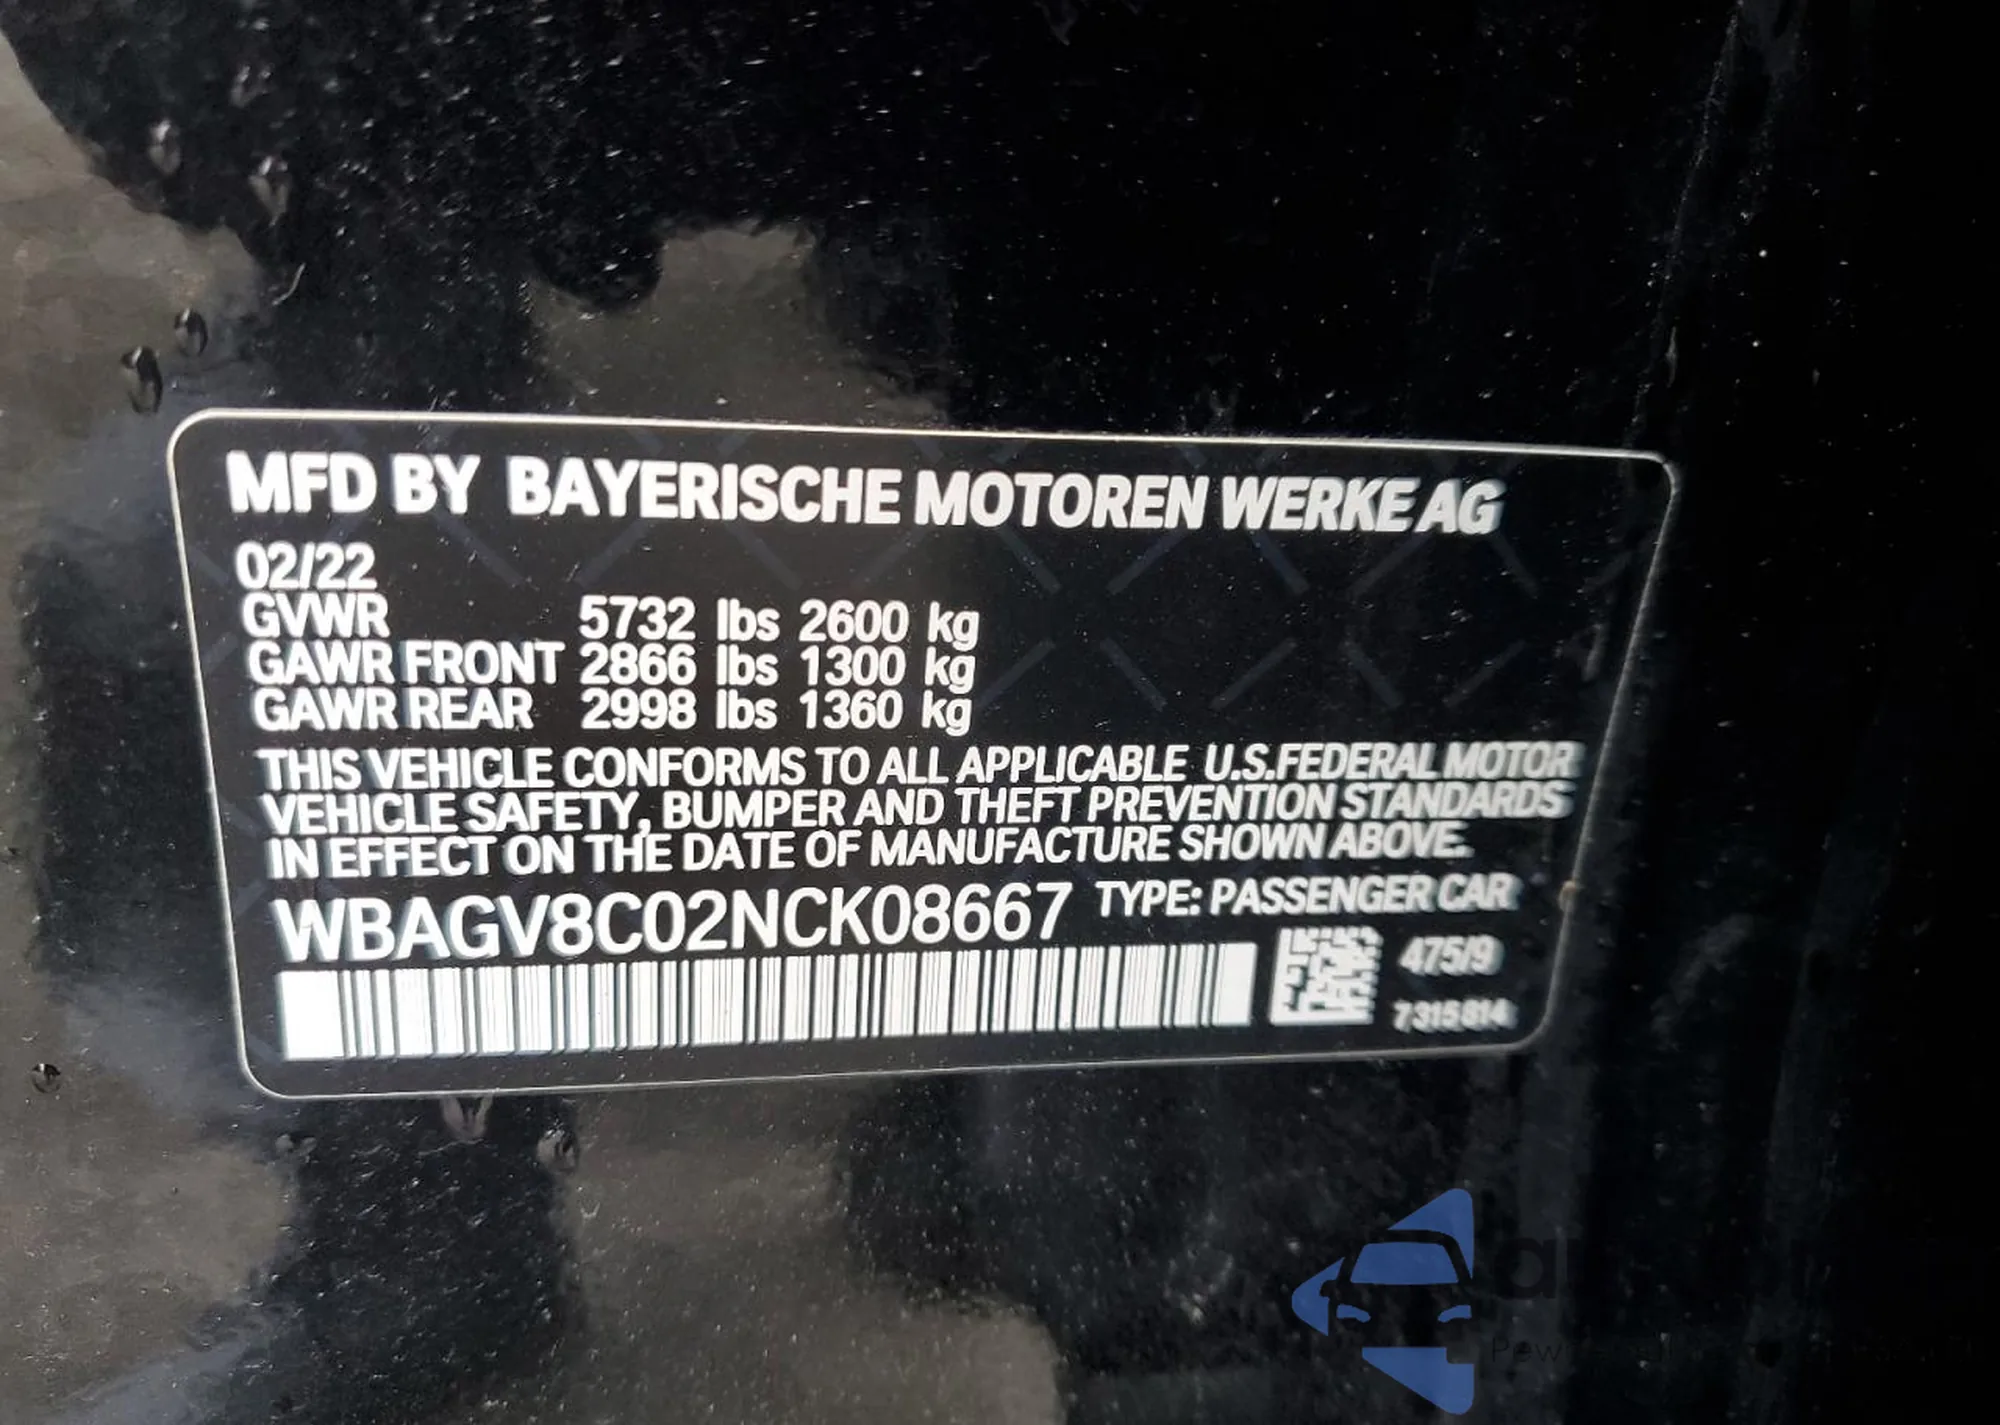 MFD BY BAYERISCHE MOTOREN WERKE AG
02/22
GVWR 5732 lbs 2600 kg
GAWR FRONT 2866 lbs 1300 kg
GAWR REAR 2998 lbs 1360 kg
THIS VEHICLE CONFORMS TO ALL APPLICABLE U.S.FEDERAL MOTOR
VEHICLE SAFETY, BUMPER AND THEFT PREVENTION STANDARDS
IN EFFECT ON THE DATE OF MANUFACTURE SHOWN ABOVE.
WBAGV8C02NCK08667 TYPE: PASSENGER CAR
475/9
7315814